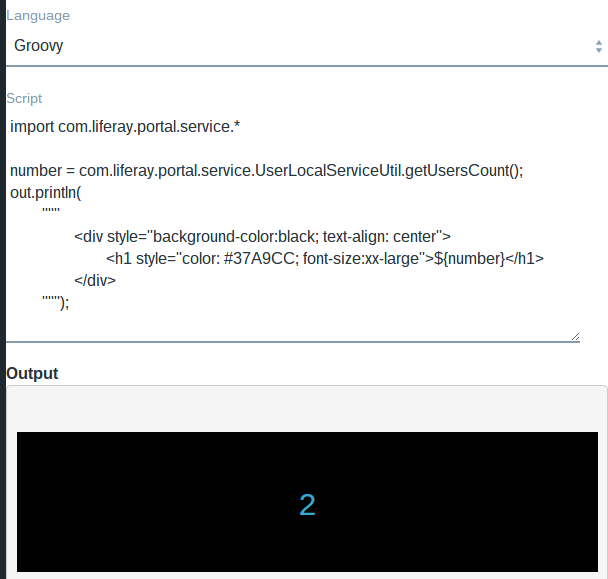 Language
Groovy
Script
import com.liferay.portal.service.*
number = com.liferay.portal.service.UserLocalServiceUtil.getUsersCount();
out.println(
"""
<div style="background-color:black; text-align: center">
<h1 style="color: #37A9CC; font-size:xx-large">${number}</h1>
</div>
""");
Output
2